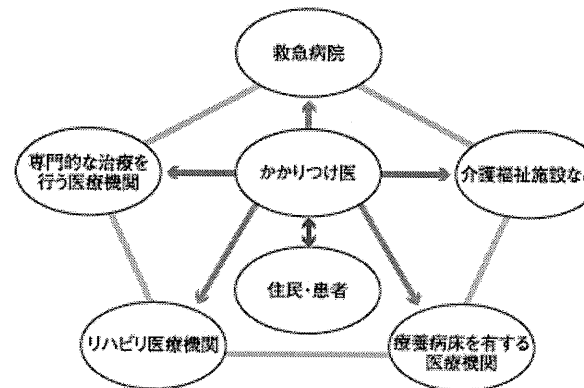 救急病院
専門的な治療を
行う医療機関
かかりつけ医
介護福祉施設な
住民・患者
リハビリ医療機関
療養病床を有する
医療機関